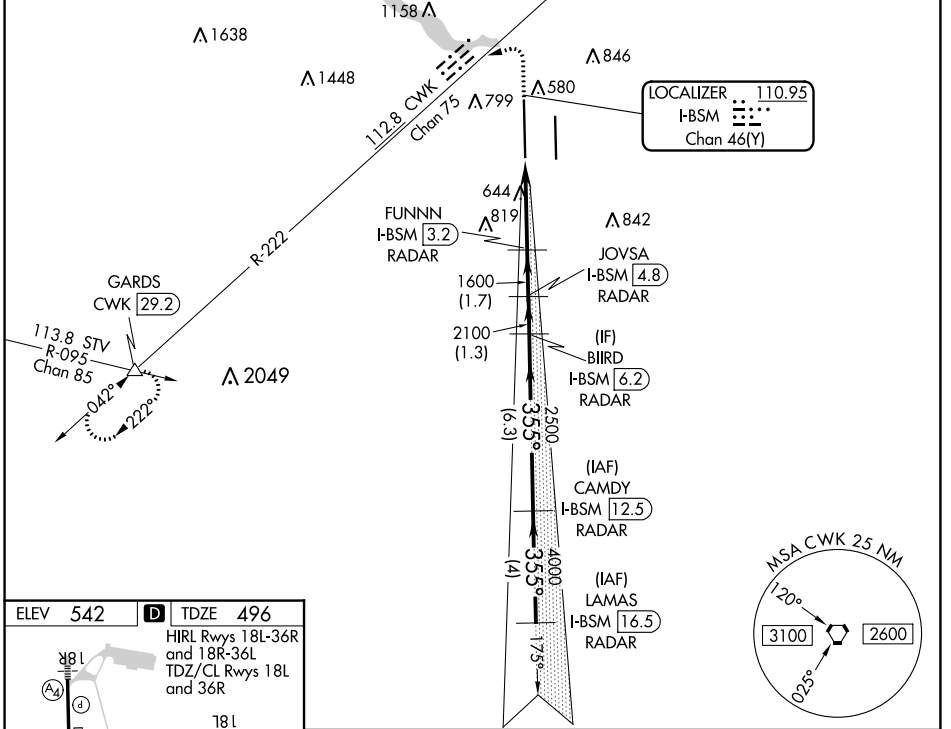 1158
1638
1448
846
112.8 CWK
Chan 75
799
580
LOCALIZER 110.95
I-BSM
Chan 46(Y)
644
819
842
FUNNN
I-BSM 3.2
RADAR
JOVSA
I-BSM 4.8
RADAR
R-222
1600
(1.7)
2100
(1.3)
GARDS
CWK 29.2
113.8 STV
R-095
Chan 85
042°
222°
2049
(IF)
BIIRD
I-BSM 6.2
RADAR
(6.3)
355°
2500
(IAF)
CAMDY
I-BSM 12.5
RADAR
(4)
355°
4000
(IAF)
LAMAS
I-BSM 16.5
RADAR
175°
MSA CWK 25 NM
120°
3100
2600
025°
ELEV 542 D TDZE 496
HIRL Rwys 18L-36R
and 18R-36L
TDZ/CL Rwys 18L
and 36R
18R
A4
P
18L